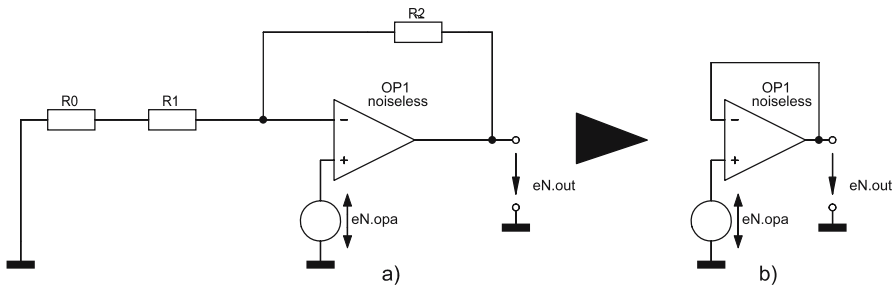 R2
OP1
noiseless
R0
R1
eN.out
eN.opa
a)
OP1
noiseless
eN.out
eN.opa
b)